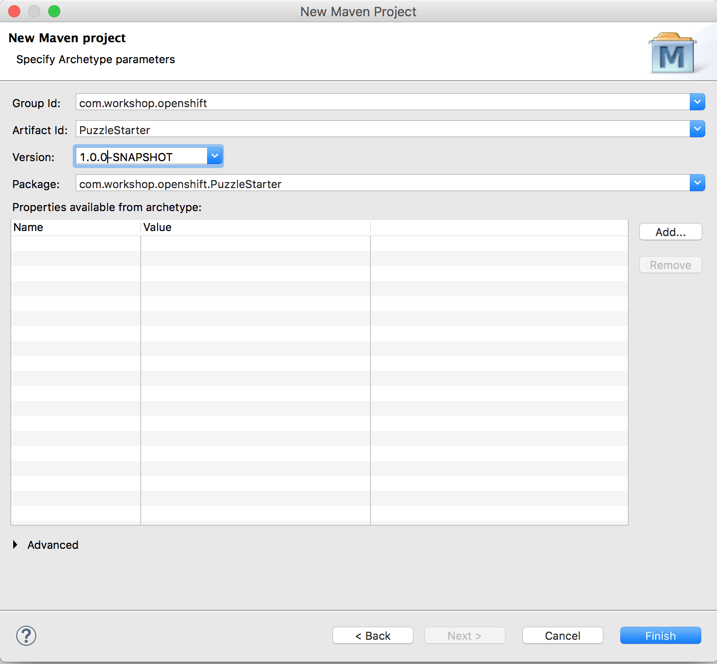 New Maven Project
New Maven project
Specify Archetype parameters
M
Group Id: com.workshop.openshift
Artifact Id: PuzzleStarter
Version: 1.0.0-SNAPSHOT
Package: com.workshop.openshift.PuzzleStarter
Properties available from archetype:
Name Value
Add...
Remove
Advanced
? < Back Next > Cancel Finish